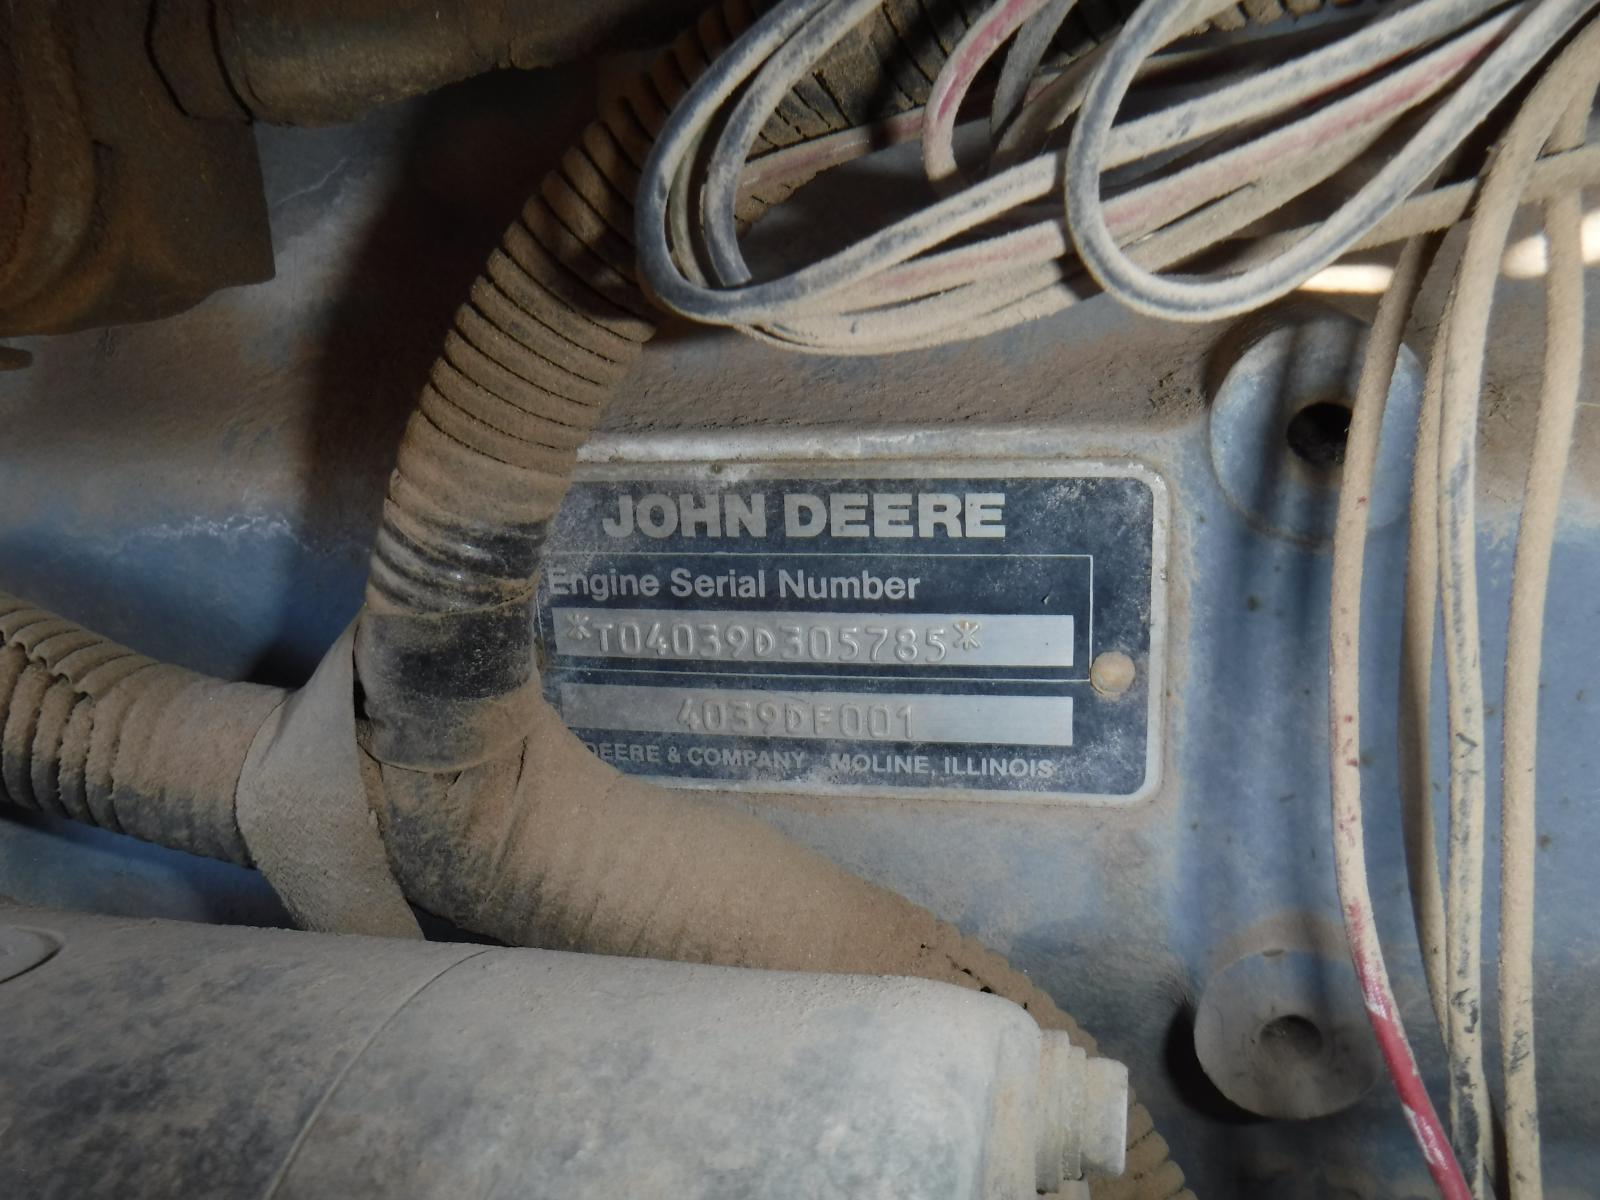 JOHN DEERE
Engine Serial Number
*T04039D305785*
4039DF001
DEERE & COMPANY MOLINE, ILLINOIS